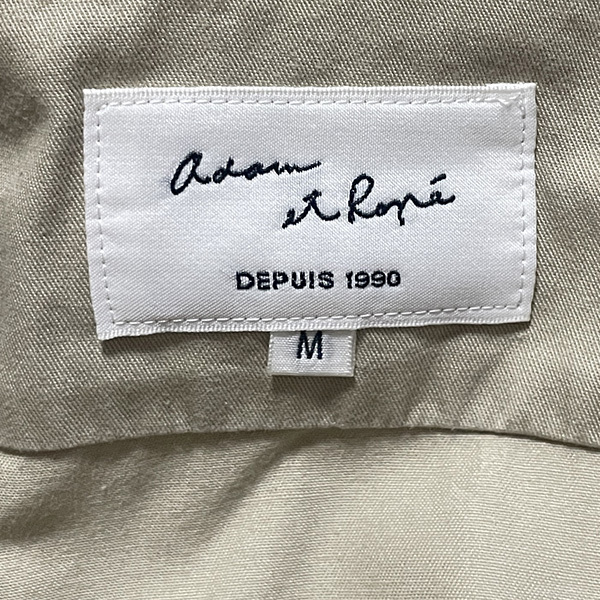 Adam
et Ropé
DEPUIS 1990
M